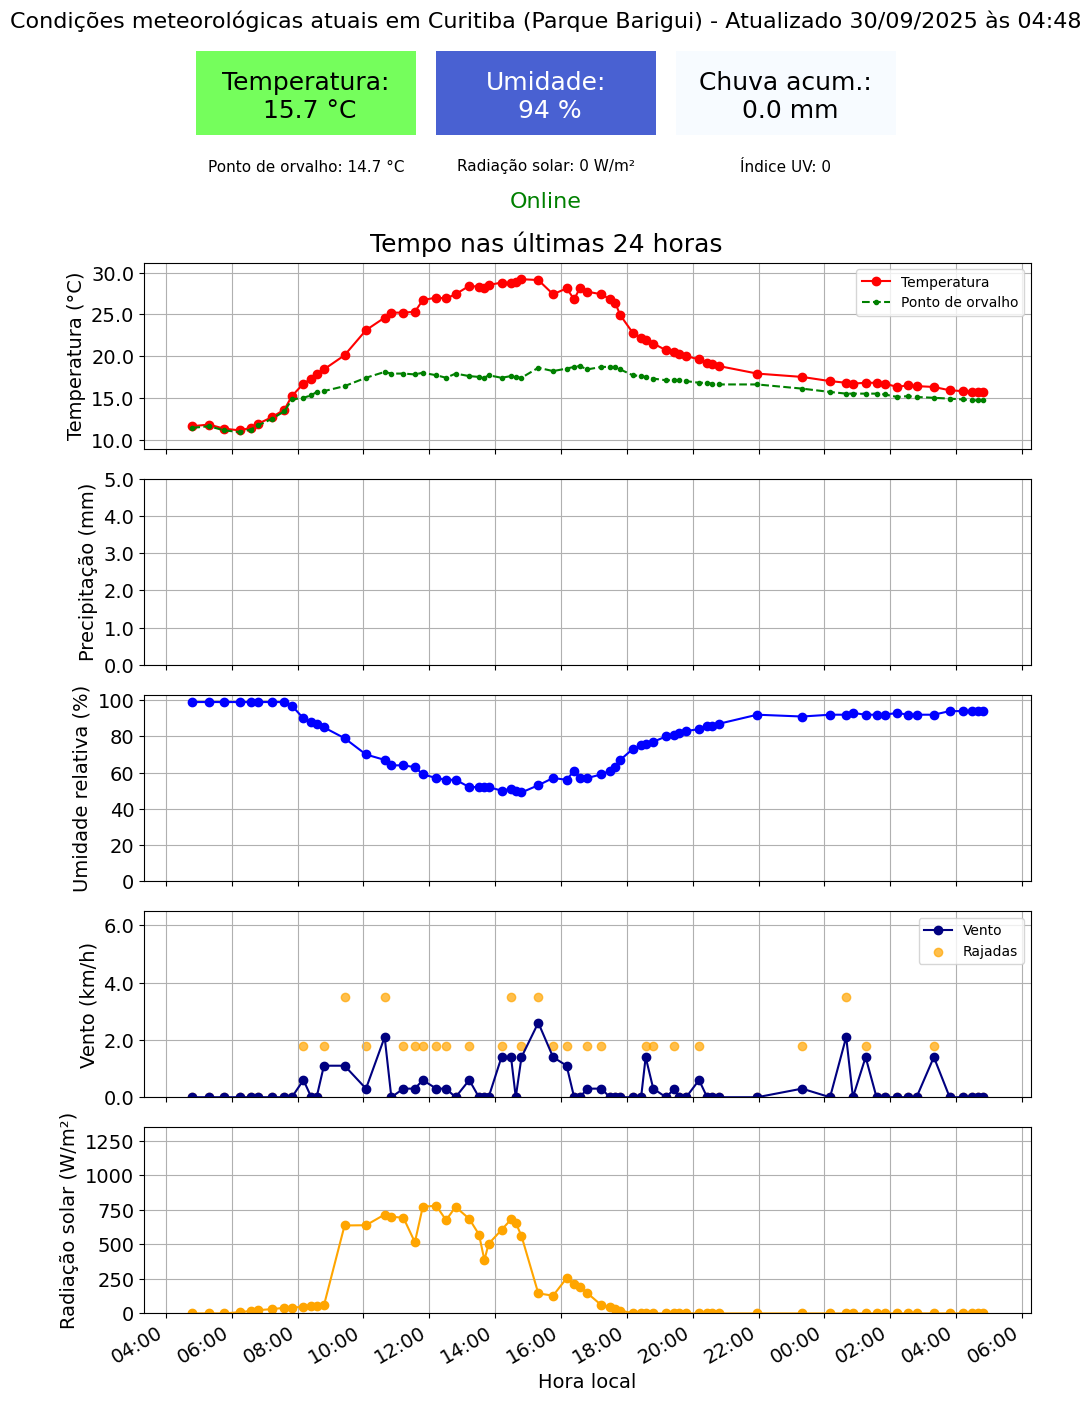 Condições meteorológicas atuais em Curitiba (Parque Barigui) - Atualizado 30/09/2025 às 04:48
Temperatura:
15.7 °C
Umidade:
94 %
Chuva acum.:
0.0 mm
Ponto de orvalho: 14.7 °C
Radiação solar: 0 W/m²
Índice UV: 0
Online
Tempo nas últimas 24 horas
Temperatura (°C)
30.0
25.0
20.0
15.0
10.0
Temperatura
Ponto de orvalho
Precipitação (mm)
5.0
4.0
3.0
2.0
1.0
0.0
Umidade relativa (%)
100
80
60
40
20
0
Vento (km/h)
6.0
4.0
2.0
0.0
Vento
Rajadas
Radiação solar (W/m²)
1250
1000
750
500
250
0
04:00
06:00
08:00
10:00
12:00
14:00
16:00
18:00
20:00
22:00
00:00
02:00
04:00
06:00
Hora local